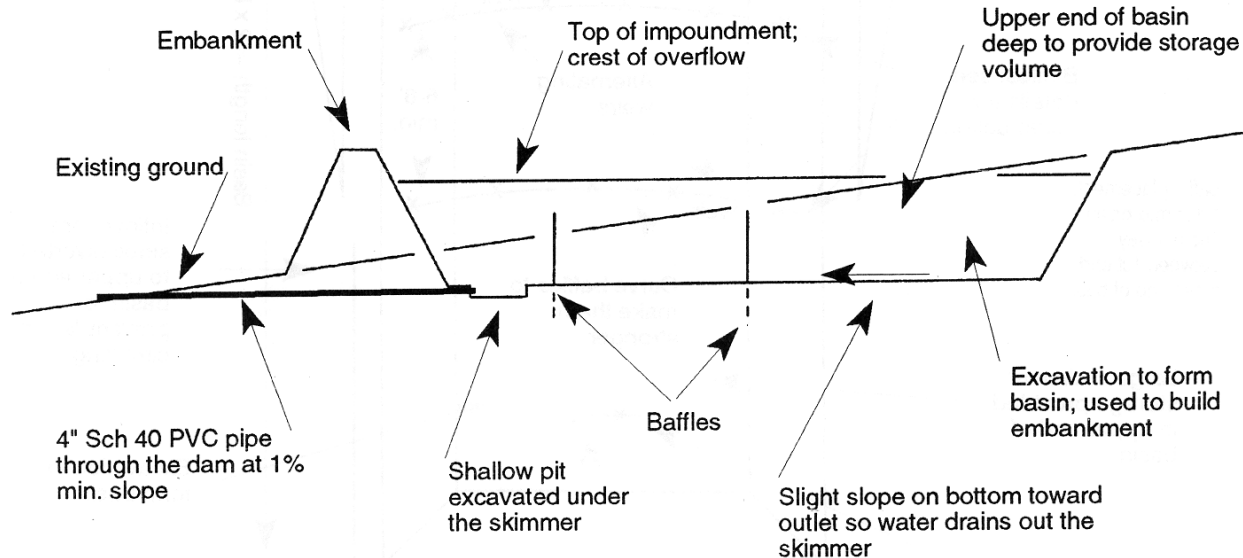 Embankment
Top of impoundment;
crest of overflow
Upper end of basin
deep to provide storage
volume
Existing ground
4" Sch 40 PVC pipe
through the dam at 1%
min. slope
Shallow pit
excavated under
the skimmer
Baffles
Slight slope on bottom toward
outlet so water drains out the
skimmer
Excavation to form
basin; used to build
embankment